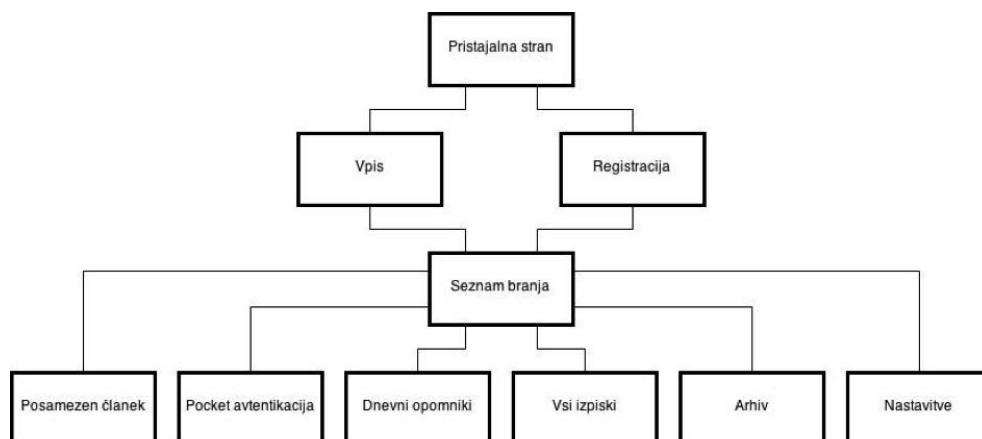 Pristajalna stran
Vpis
Registracija
Seznam branja
Posamezen članek
Pocket avtentikacija
Dnevni opomniki
Vsi izpiski
Arhiv
Nastavitve